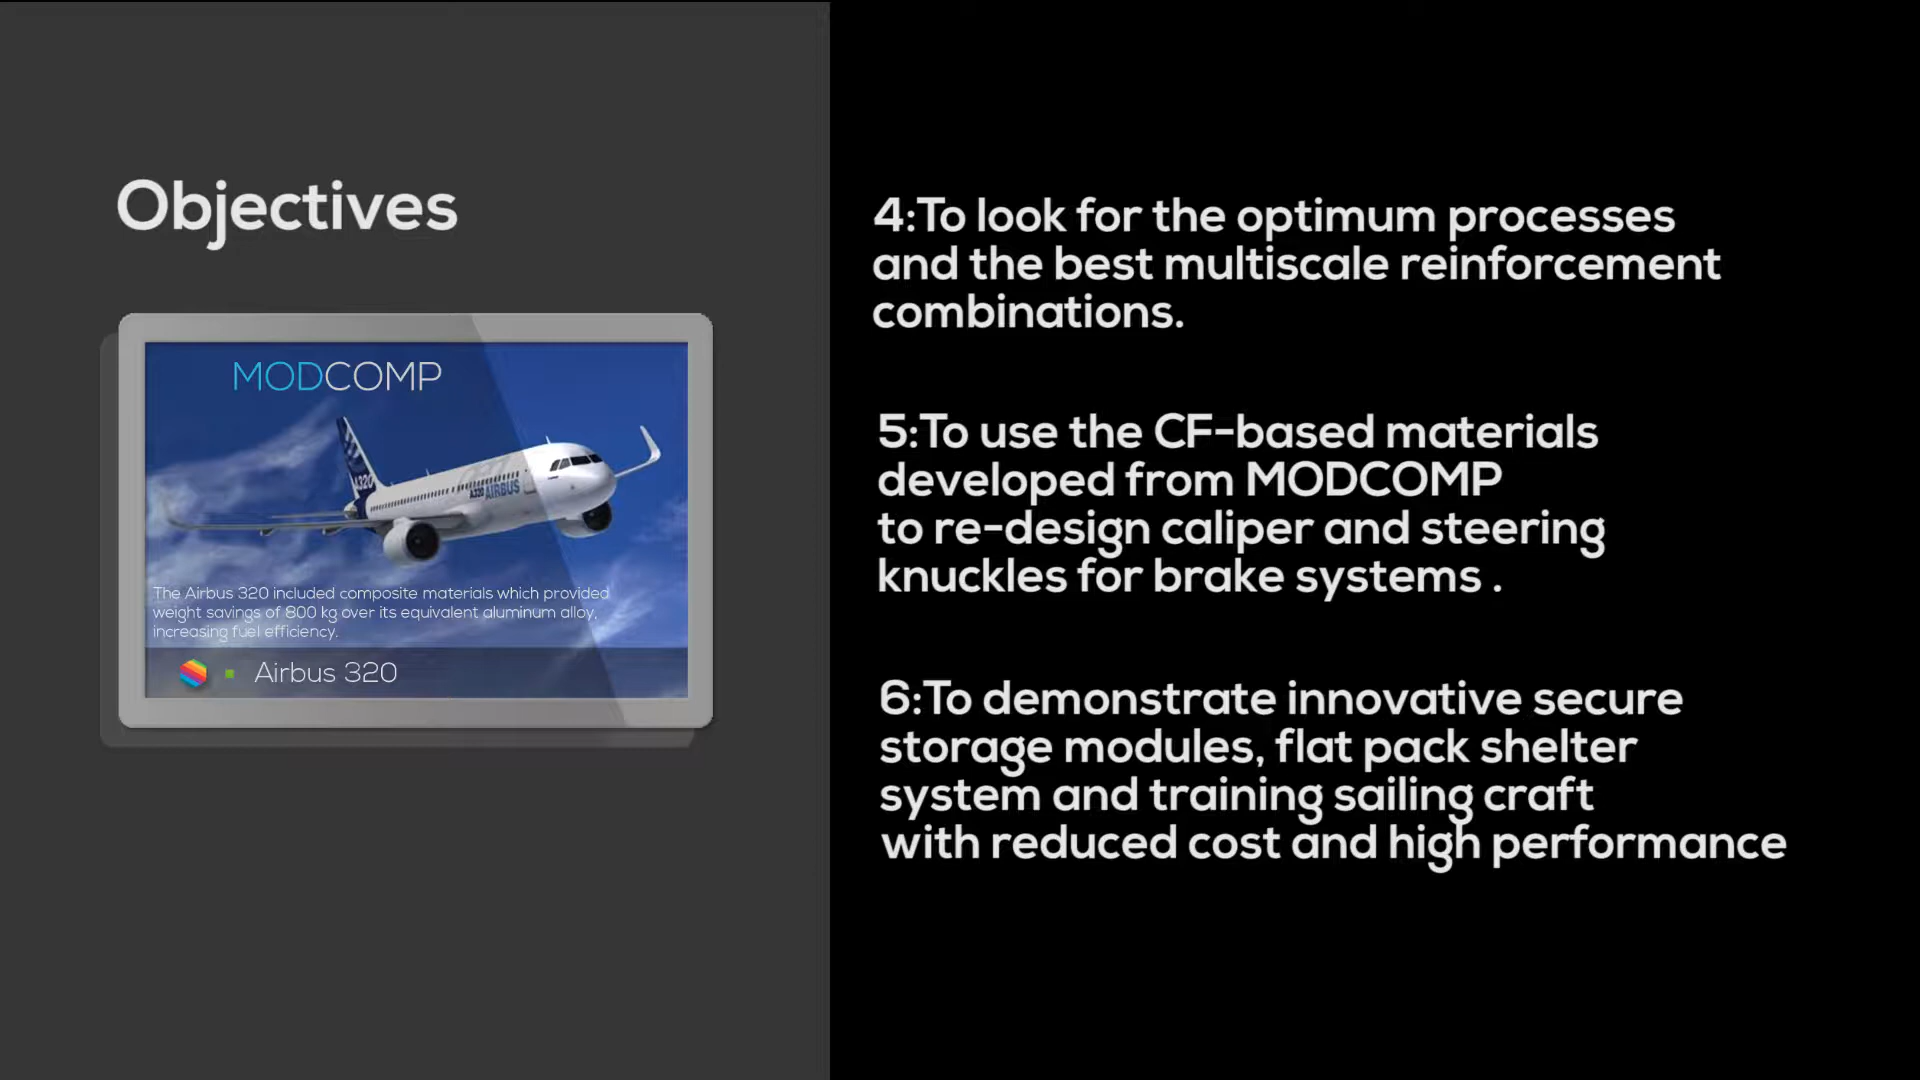 Objectives
MODCOMP
A320
A320 AIRBUS
The Airbus 320 included composite materials which provided
weight savings of 800 kg over its equivalent aluminum alloy,
increasing fuel efficiency.
Airbus 320
4:To look for the optimum processes
and the best multiscale reinforcement
combinations.
5:To use the CF-based materials
developed from MODCOMP
to re-design caliper and steering
knuckles for brake systems .
6:To demonstrate innovative secure
storage modules, flat pack shelter
system and training sailing craft
with reduced cost and high performance